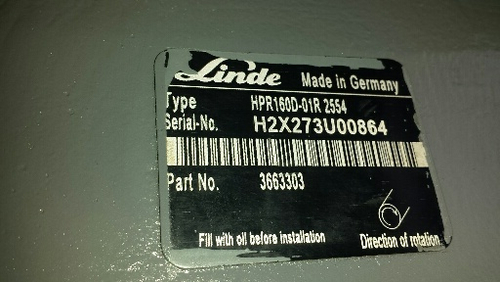 Linde Made in Germany
Type HPR160D-01R 2554
Serial-No. H2X273U00864
Part No. 3663303
Fill with oil before installation Direction of rotation